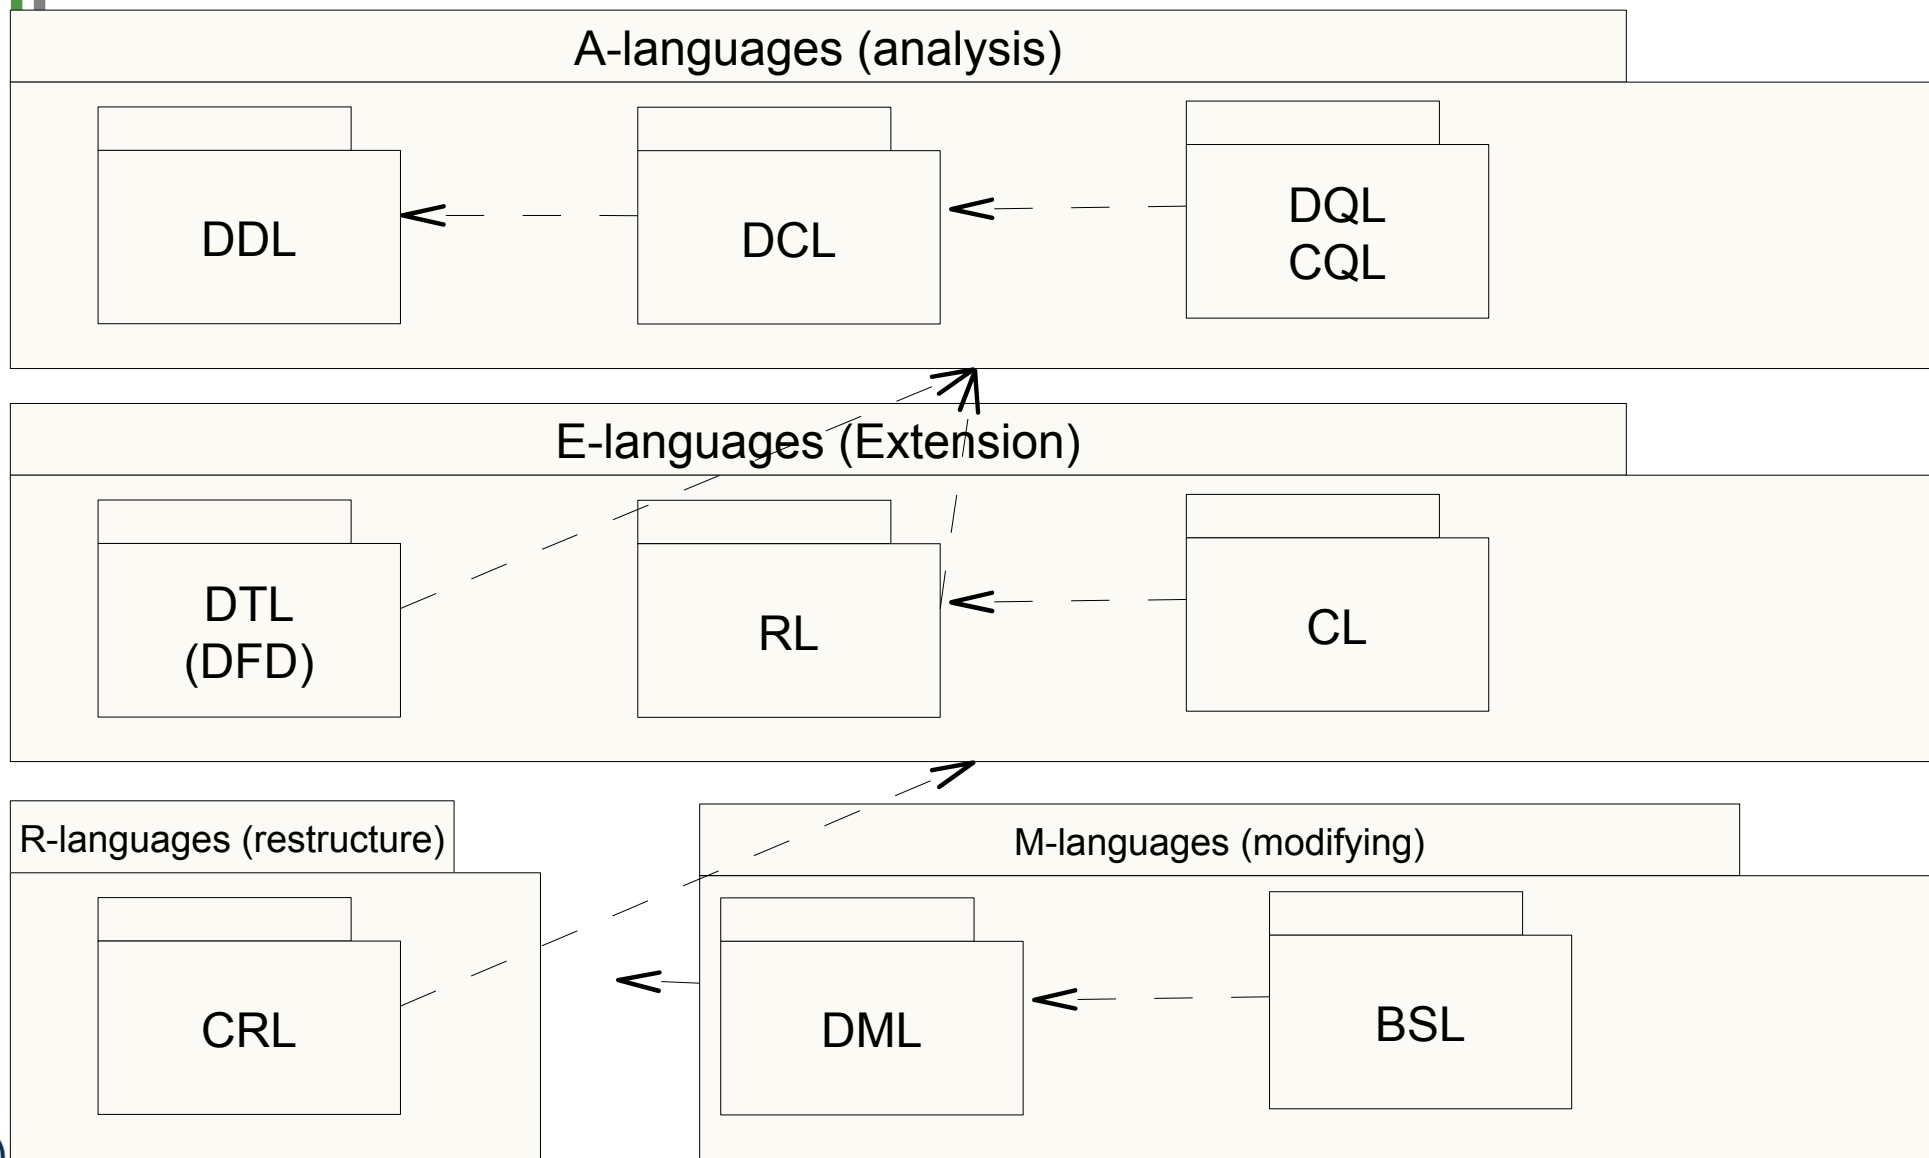 A-languages (analysis)
DDL
DCL
DQL
CQL
E-languages (Extension)
DTL
(DFD)
RL
CL
R-languages (restructure)
M-languages (modifying)
CRL
DML
BSL